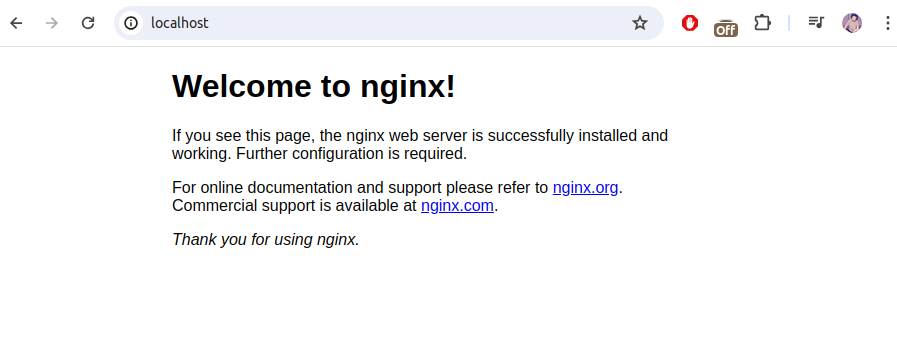 localhost
Off
Welcome to nginx!
If you see this page, the nginx web server is successfully installed and
working. Further configuration is required.
For online documentation and support please refer to nginx.org.
Commercial support is available at nginx.com.
Thank you for using nginx.